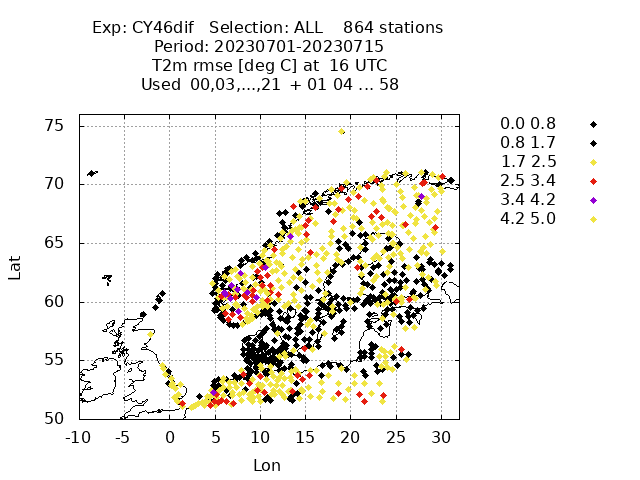 Exp: CY46dif   Selection: ALL    864 stations
Period: 20230701-20230715
T2m rmse [deg C] at  16 UTC
Used  00,03,...,21  + 01 04 ... 58
0.0 0.8
0.8 1.7
1.7 2.5
2.5 3.4
3.4 4.2
4.2 5.0
75
70
65
60
55
50
Lat
-10 -5 0 5 10 15 20 25 30
Lon